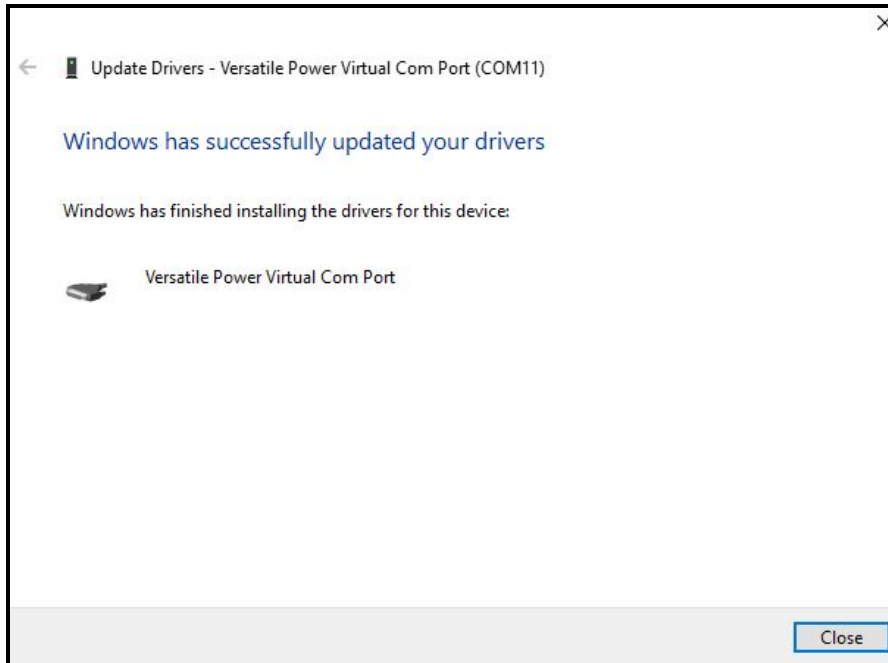 Update Drivers - Versatile Power Virtual Com Port (COM11)
Windows has successfully updated your drivers
Windows has finished installing the drivers for this device:
Versatile Power Virtual Com Port
Close